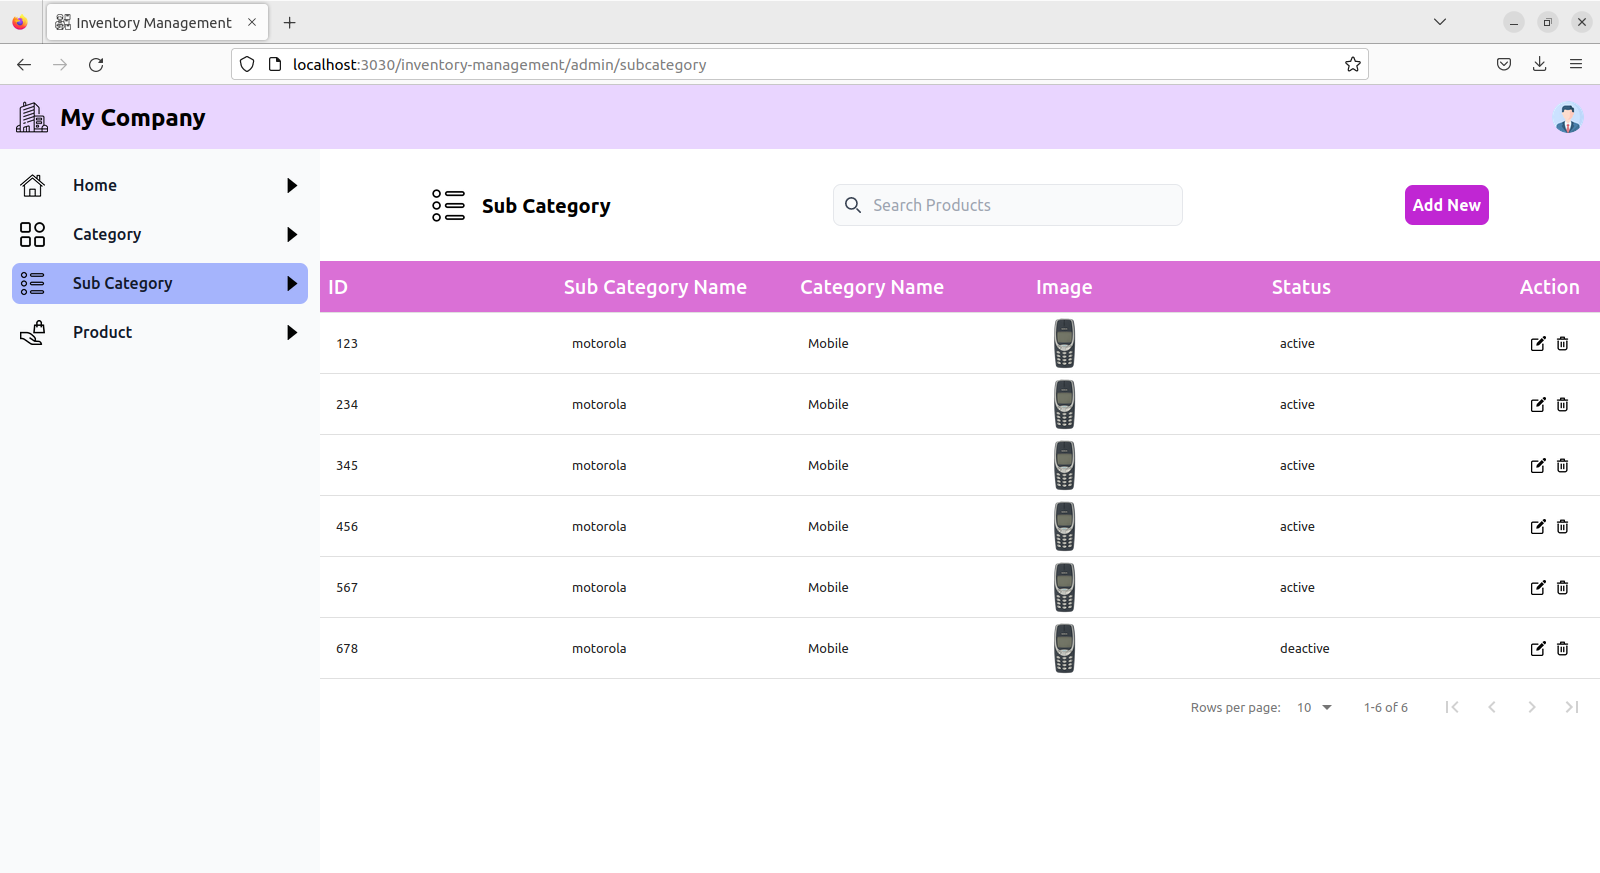 Inventory Management
localhost:3030/inventory-management/admin/subcategory
My Company
Home
Category
Sub Category
Product
Sub Category
Search Products
Add New
ID Sub Category Name Category Name Image Status Action
123 motorola Mobile active
234 motorola Mobile active
345 motorola Mobile active
456 motorola Mobile active
567 motorola Mobile active
678 motorola Mobile deactive
Rows per page: 10 1-6 of 6